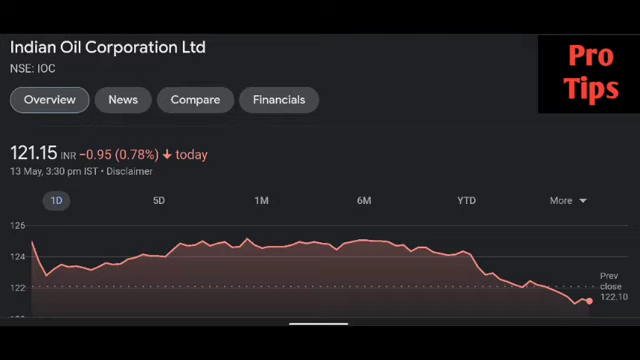 Indian Oil Corporation Ltd
NSE: IOC
Pro
Tips
Overview
News
Compare
Financials
121.15 INR −0.95 (0.78%) ↓ today
13 May, 3:30 pm IST • Disclaimer
1D
5D
1M
6M
YTD
More
126
124
122
Prev
close
122.10